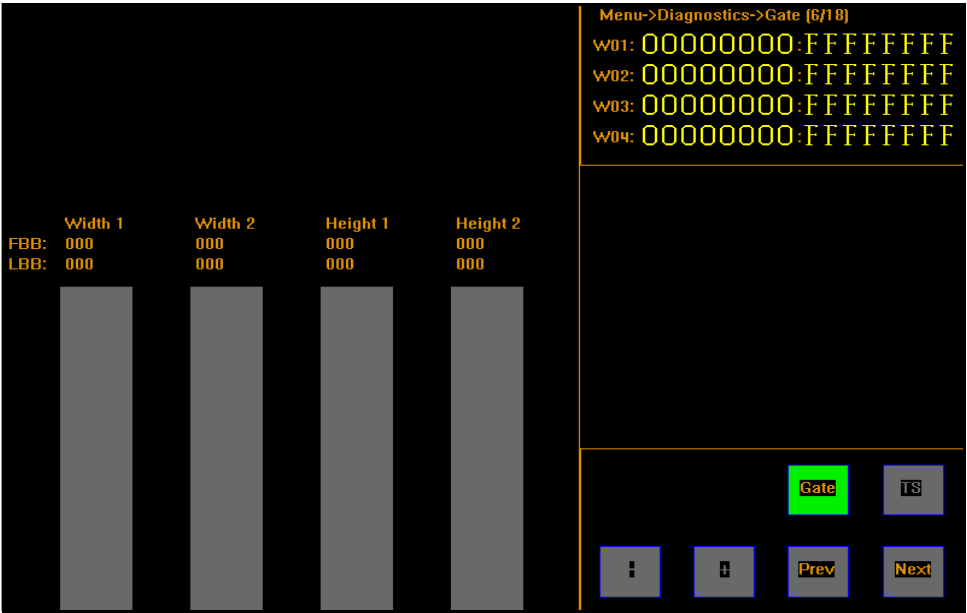 Menu->Diagnostics->Gate (6/18)
W01: 00000000:FFFFFFFF
W02: 00000000:FFFFFFFF
W03: 00000000:FFFFFFFF
W04: 00000000:FFFFFFFF
Width 1 Width 2 Height 1 Height 2
FBB: 000 000 000 000
LBB: 000 000 000 000
Gate TS
Prev Next